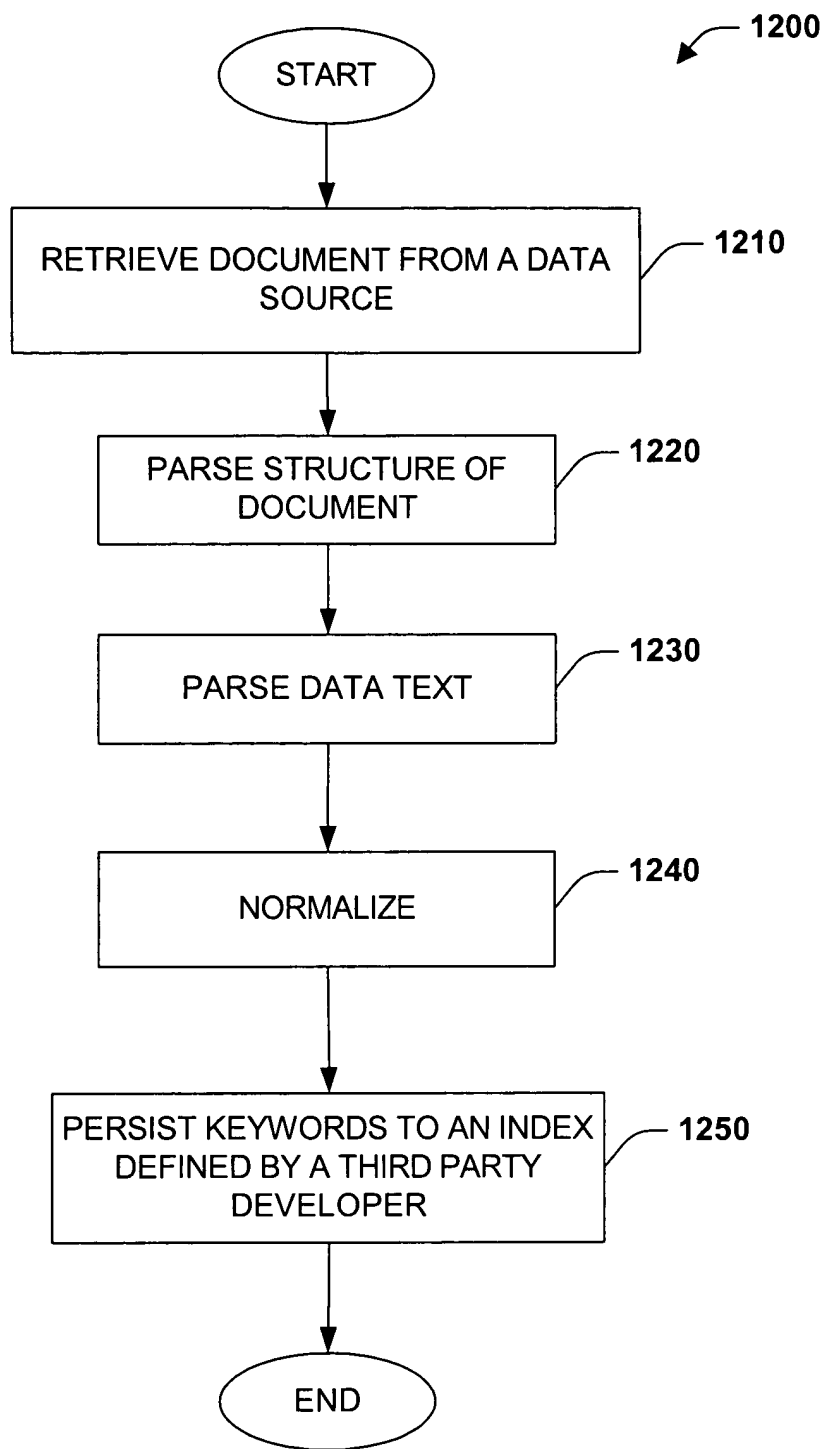 1200
START
RETRIEVE DOCUMENT FROM A DATA
SOURCE
1210
PARSE STRUCTURE OF
DOCUMENT
1220
PARSE DATA TEXT
1230
NORMALIZE
1240
PERSIST KEYWORDS TO AN INDEX
DEFINED BY A THIRD PARTY
DEVELOPER
1250
END